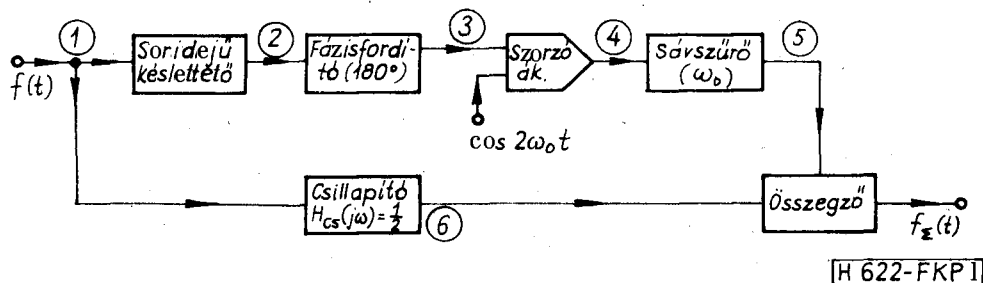 1
2
3
4
5
f(t)
Soridejű
késlettető
Fázisfordí-
tó (180°)
Szorzó
ák.
Sávszűrő
(ω₀)
cos 2ω₀t
Csillapító
H_cs(jω)=1/2
6
Összegző
f_Σ(t)
H 622-FKP I